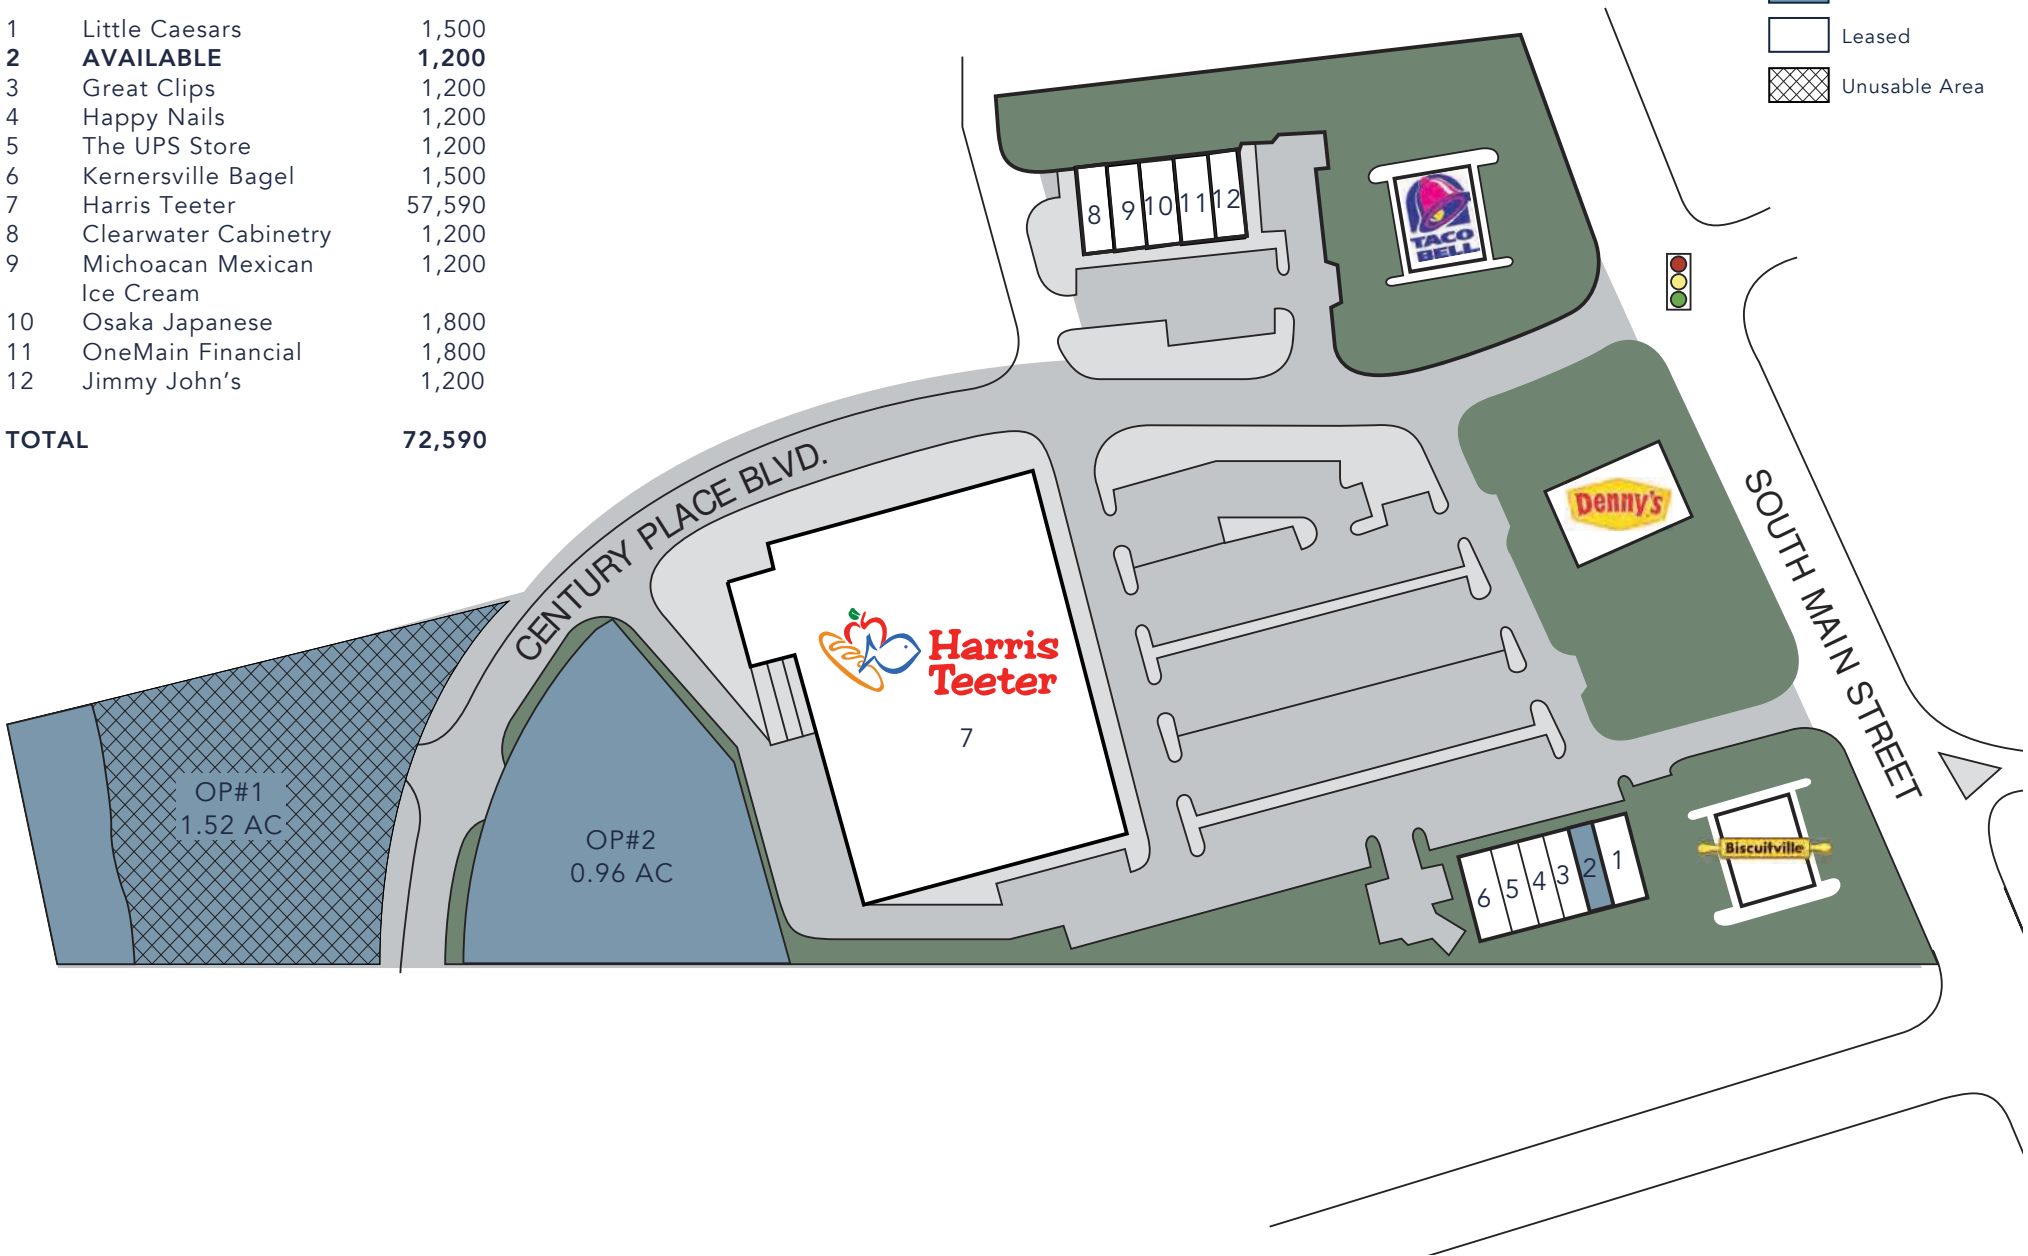 1 Little Caesars 1,500
2 AVAILABLE 1,200
3 Great Clips 1,200
4 Happy Nails 1,200
5 The UPS Store 1,200
6 Kernersville Bagel 1,500
7 Harris Teeter 57,590
8 Clearwater Cabinetry 1,200
9 Michoacan Mexican 1,200
Ice Cream
10 Osaka Japanese 1,800
11 OneMain Financial 1,800
12 Jimmy John's 1,200
TOTAL 72,590
Leased
Unusable Area
8 9 10 11 12
TACO
BELL
CENTURY PLACE BLVD.
Denny's
SOUTH MAIN STREET
Harris
Teeter
7
OP#1
1.52 AC
OP#2
0.96 AC
6 5 4 3 2 1
Biscuitville